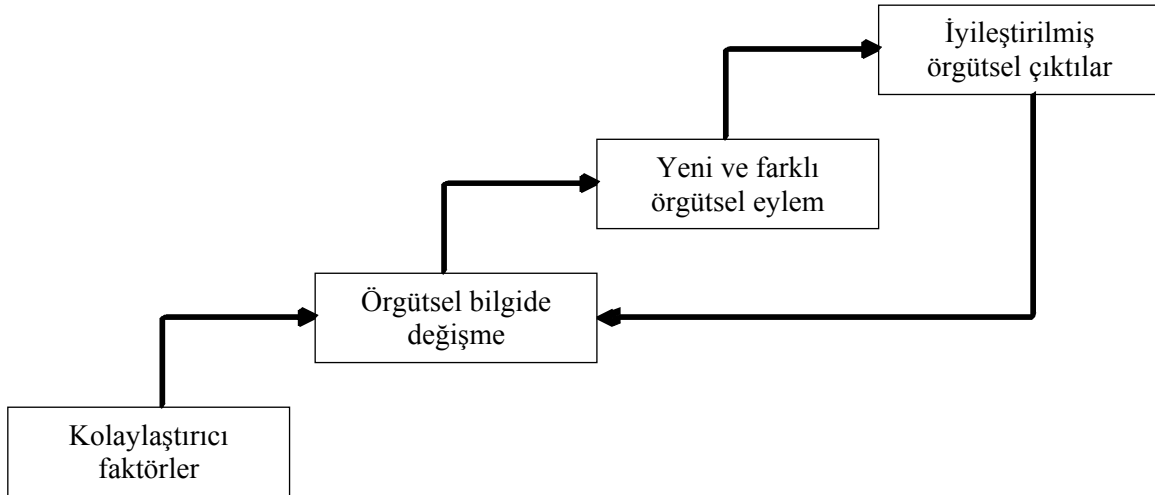 İyileştirilmiş
örgütsel çıktılar
Yeni ve farklı
örgütsel eylem
Örgütsel bilgide
değişme
Kolaylaştırıcı
faktörler